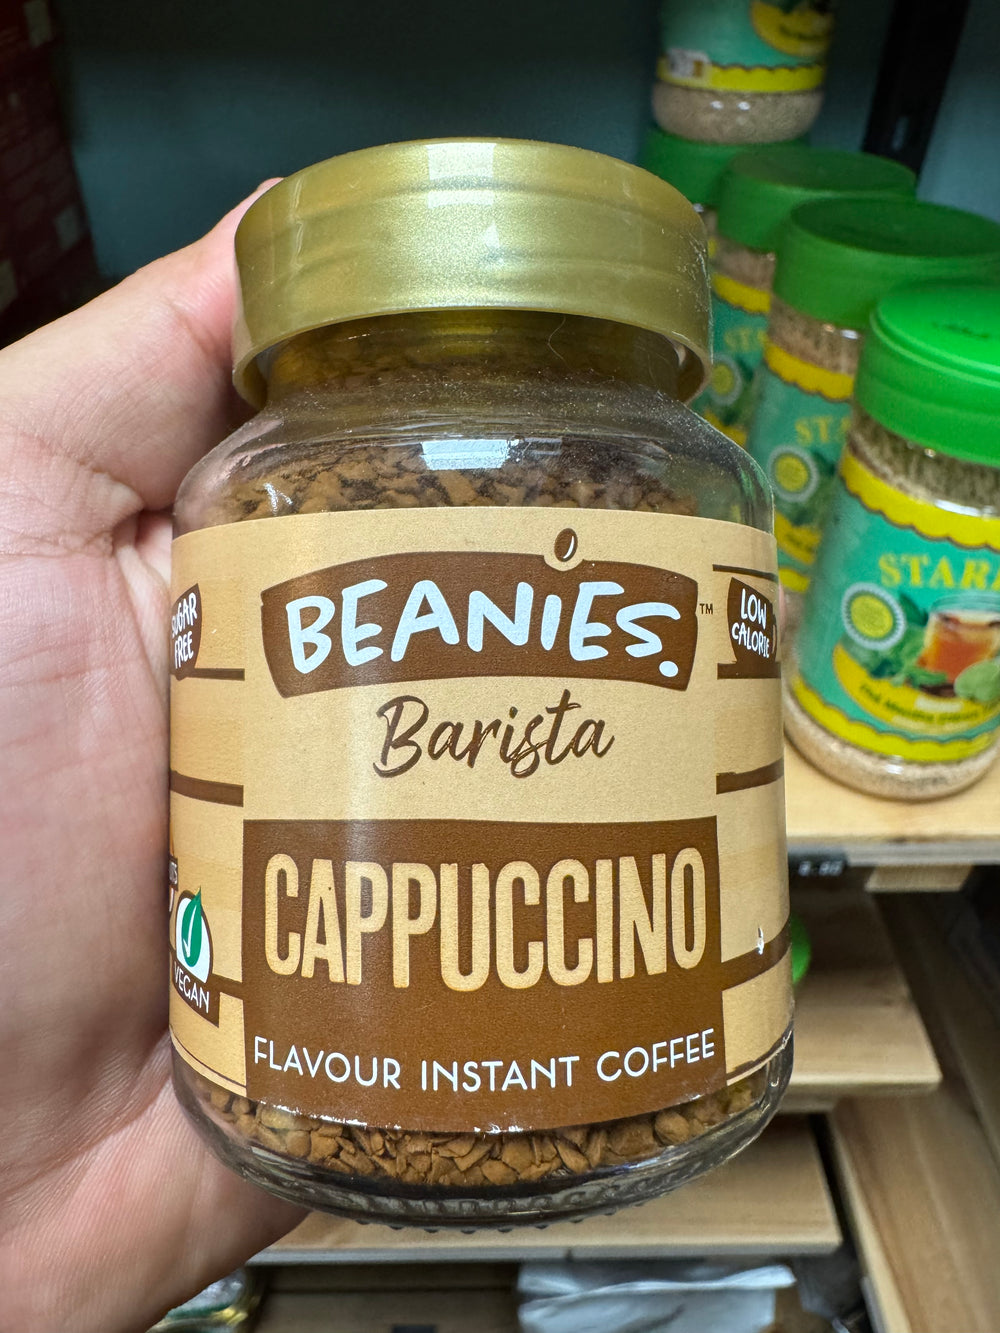 BEANIES.
TM
Barista
CAPPUCCINO
FLAVOUR INSTANT COFFEE
SUGAR
FREE
LOW
CALORIE
VEGAN
STAR